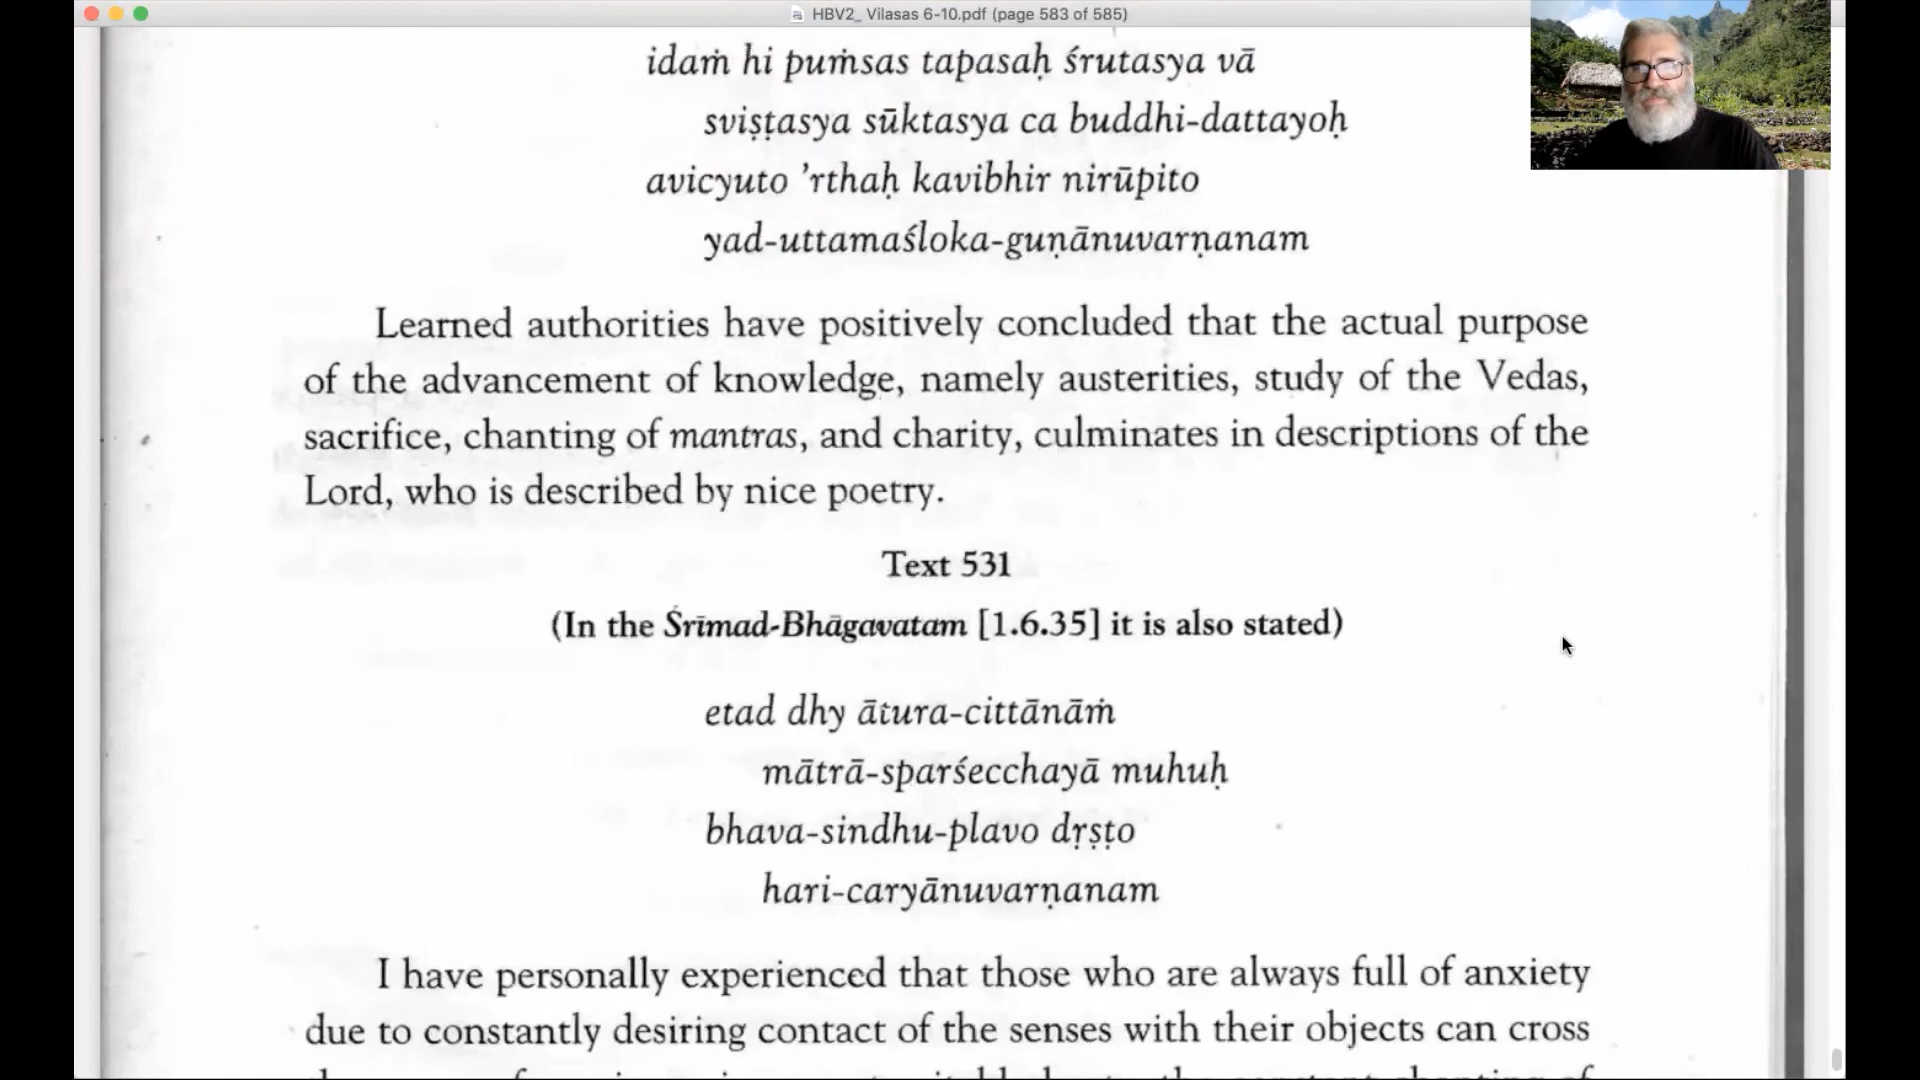 HBV2_ Vilasas 6-10.pdf (page 583 of 585)
idaṁ hi puṁsas tapasaḥ śrutasya vā
sviṣṭasya sūktasya ca buddhi-dattayoḥ
avicyuto ’rthaḥ kavibhir nirūpito
yad-uttamaśloka-guṇānuvarṇanam
Learned authorities have positively concluded that the actual purpose
of the advancement of knowledge, namely austerities, study of the Vedas,
sacrifice, chanting of mantras, and charity, culminates in descriptions of the
Lord, who is described by nice poetry.
Text 531
(In the Śrīmad-Bhāgavatam [1.6.35] it is also stated)
etad dhy ātura-cittānāṁ
mātrā-sparśecchayā muhuḥ
bhava-sindhu-plavo dṛṣṭo
hari-caryānuvarṇanam
I have personally experienced that those who are always full of anxiety
due to constantly desiring contact of the senses with their objects can cross